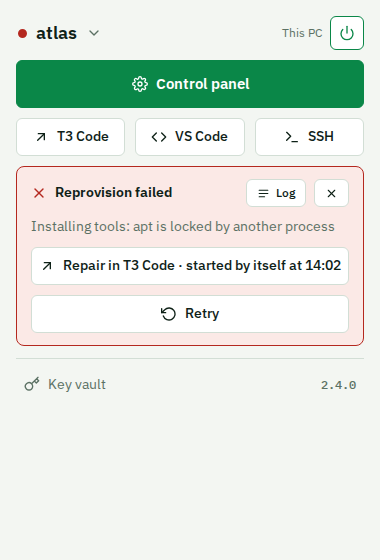 atlas
This PC
Control panel
T3 Code
VS Code
SSH
Reprovision failed
Log
Installing tools: apt is locked by another process
Repair in T3 Code · started by itself at 14:02
Retry
Key vault
2.4.0